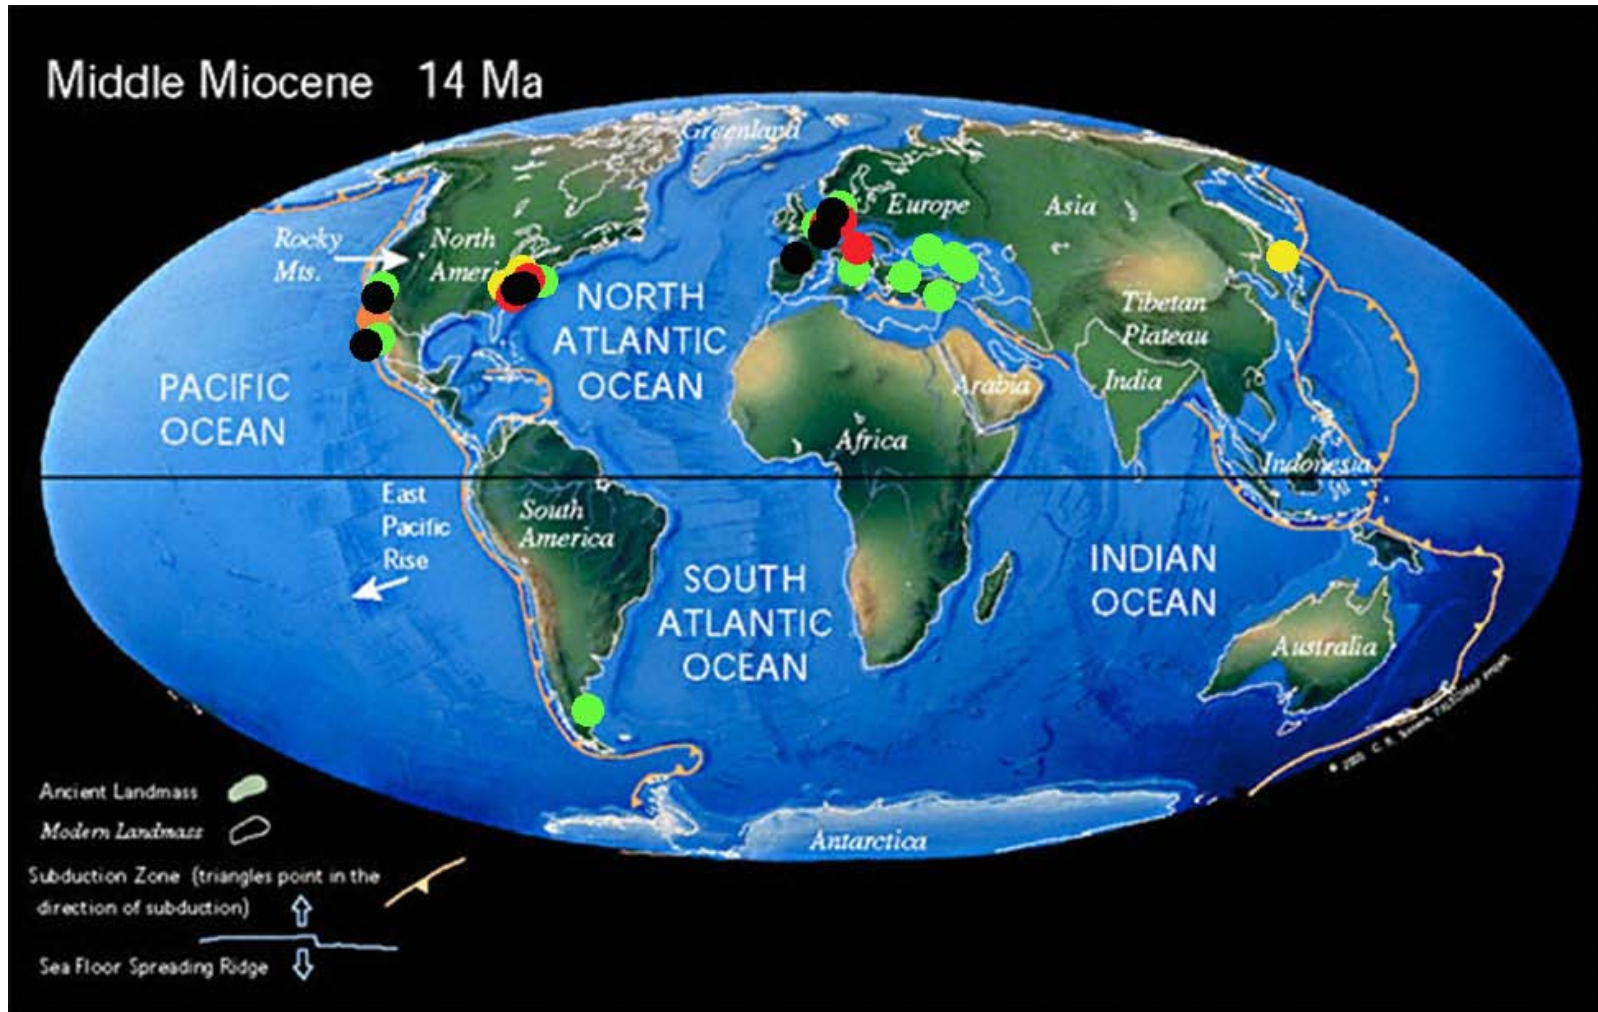 Middle Miocene 14 Ma
Greenland
Europe
Asia
Rocky
Mts.
North
Ameri
NORTH
ATLANTIC
OCEAN
Tibetan
Plateau
PACIFIC
OCEAN
Arabia
India
Africa
Indonesia
East
Pacific
Rise
South
America
SOUTH
ATLANTIC
OCEAN
INDIAN
OCEAN
Australia
Ancient Landmass
Modern Landmass
Antarctica
Subduction Zone (triangles point in the
direction of subduction)
Sea Floor Spreading Ridge